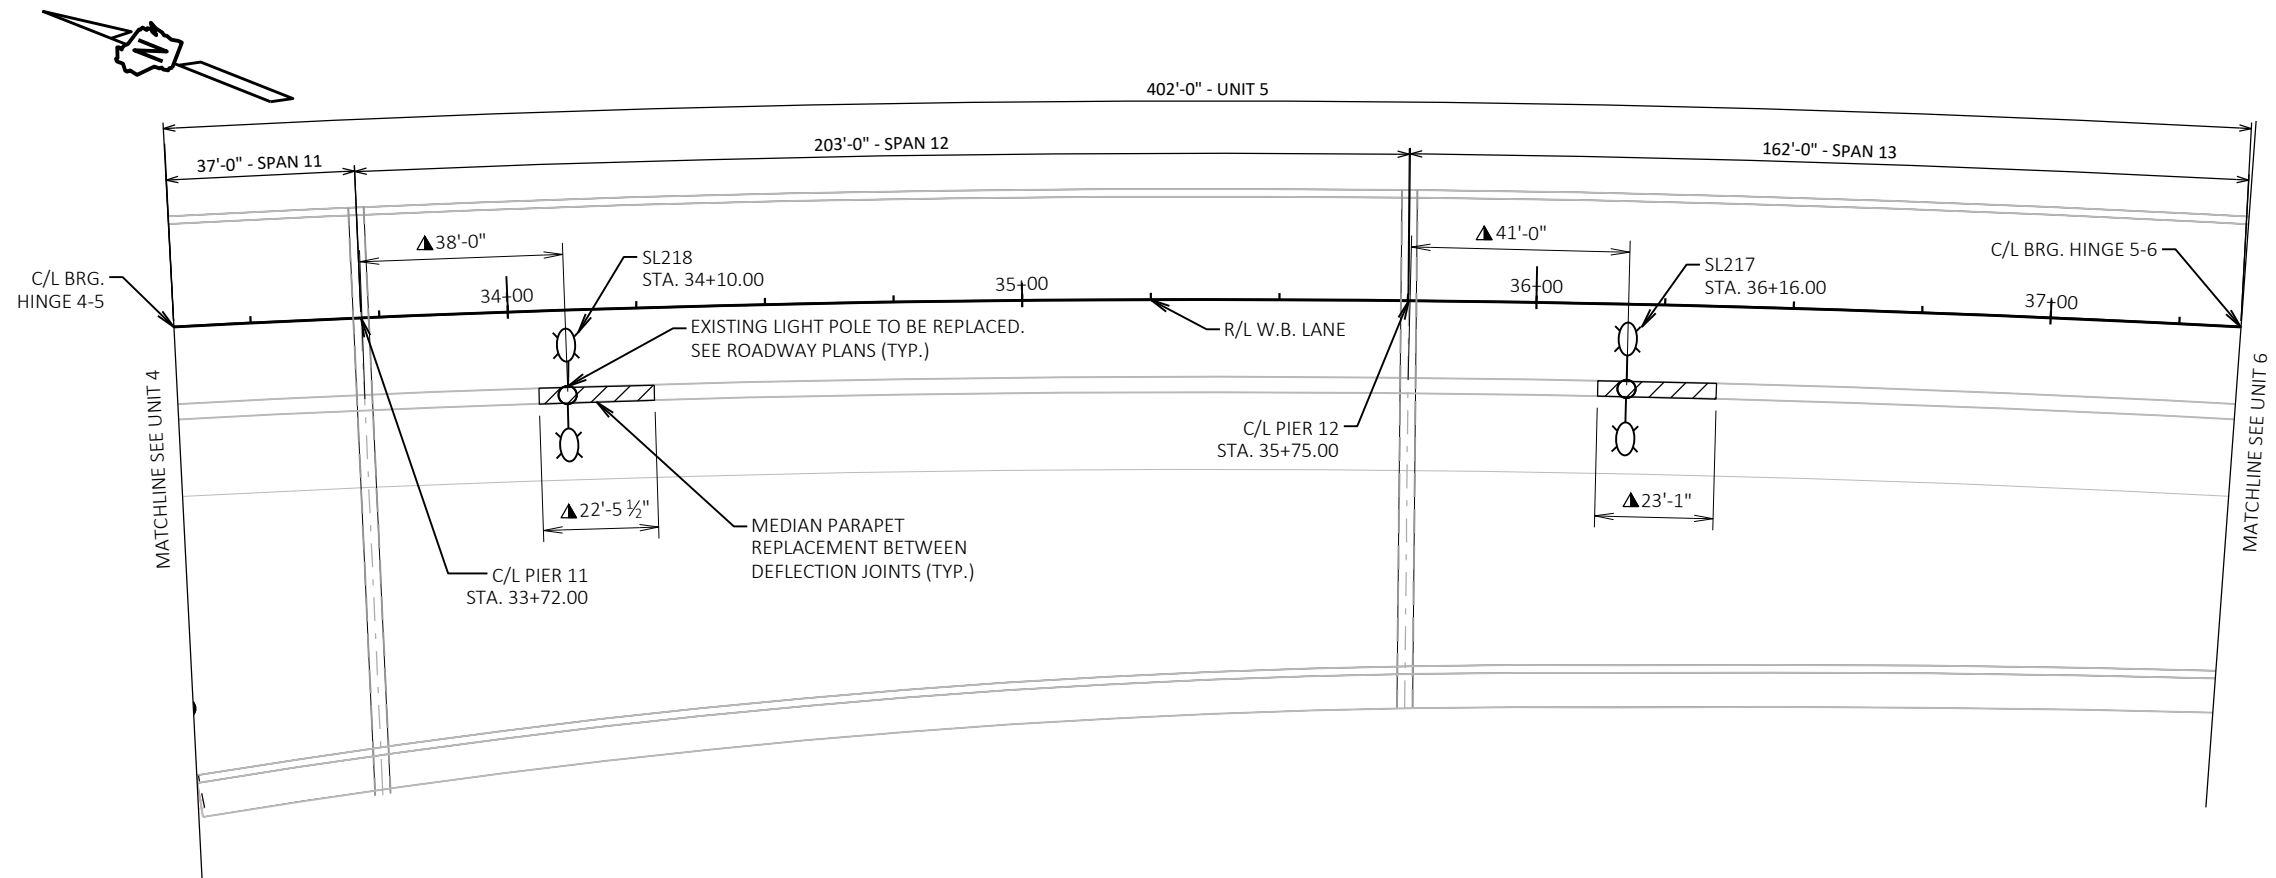 N
402'-0" - UNIT 5
203'-0" - SPAN 12
162'-0" - SPAN 13
37'-0" - SPAN 11
38'-0"
41'-0"
SL218
STA. 34+10.00
SL217
STA. 36+16.00
C/L BRG. HINGE 5-6
C/L BRG.
HINGE 4-5
34+00
35+00
36+00
37+00
EXISTING LIGHT POLE TO BE REPLACED.
SEE ROADWAY PLANS (TYP.)
R/L W.B. LANE
MATCHLINE SEE UNIT 4
MATCHLINE SEE UNIT 6
C/L PIER 12
STA. 35+75.00
22'-5 ½"
23'-1"
MEDIAN PARAPET
REPLACEMENT BETWEEN
DEFLECTION JOINTS (TYP.)
C/L PIER 11
STA. 33+72.00